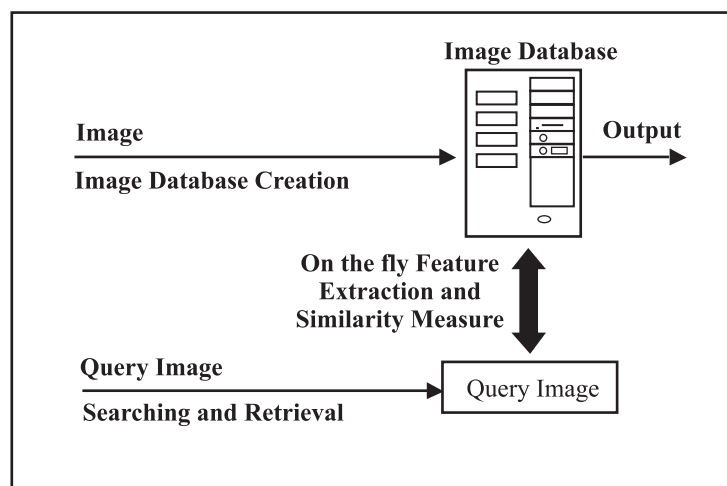 Image Database
Image
Output
Image Database Creation
On the fly Feature
Extraction and
Similarity Measure
Query Image
Query Image
Searching and Retrieval